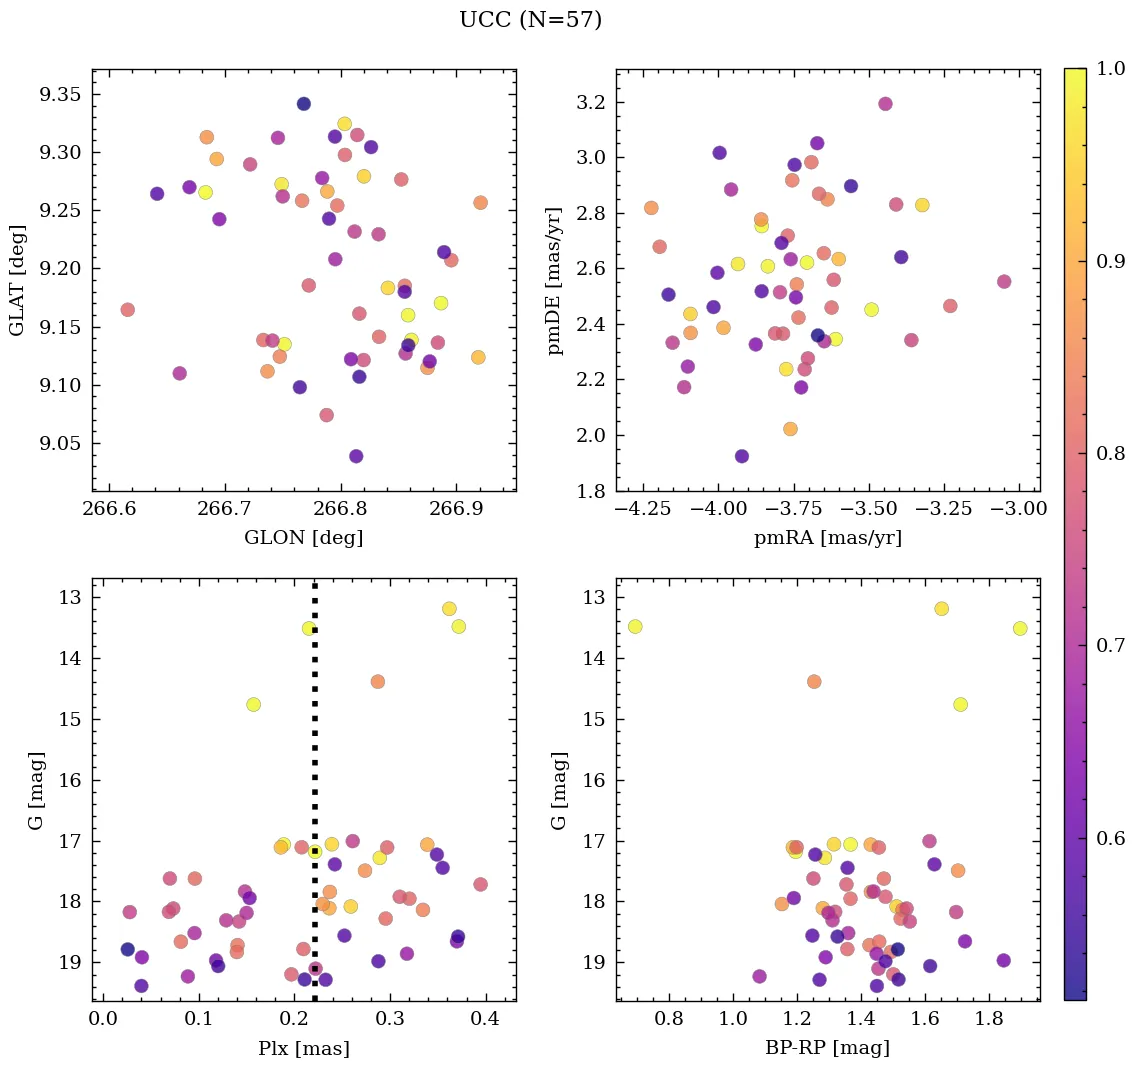 UCC (N=57)
9.35
9.30
9.25
9.20
9.15
9.10
9.05
GLAT [deg]
266.6 266.7 266.8 266.9
GLON [deg]
3.2
3.0
2.8
2.6
2.4
2.2
2.0
1.8
pmDE [mas/yr]
−4.25 −4.00 −3.75 −3.50 −3.25 −3.00
pmRA [mas/yr]
13
14
15
16
17
18
19
G [mag]
0.0 0.1 0.2 0.3 0.4
Plx [mas]
13
14
15
16
17
18
19
G [mag]
0.8 1.0 1.2 1.4 1.6 1.8
BP-RP [mag]
1.0
0.9
0.8
0.7
0.6